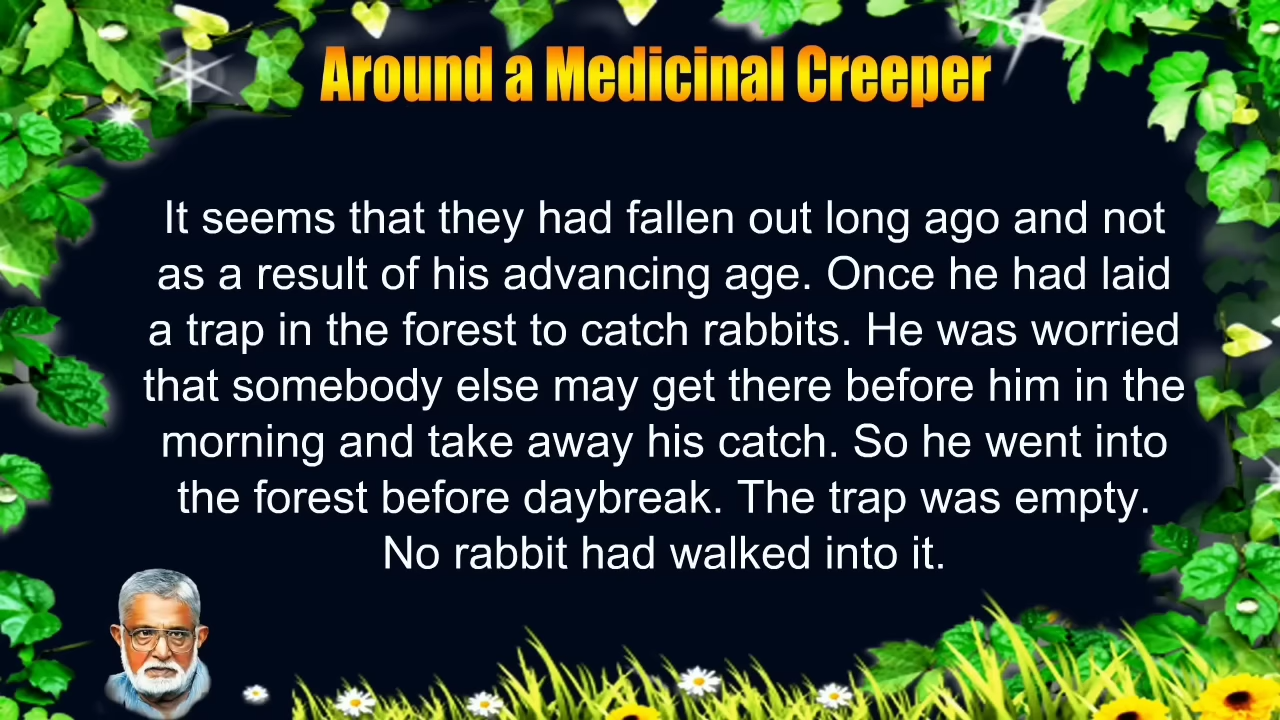 Around a Medicinal Creeper
It seems that they had fallen out long ago and not
as a result of his advancing age. Once he had laid
a trap in the forest to catch rabbits. He was worried
that somebody else may get there before him in the
morning and take away his catch. So he went into
the forest before daybreak. The trap was empty.
No rabbit had walked into it.